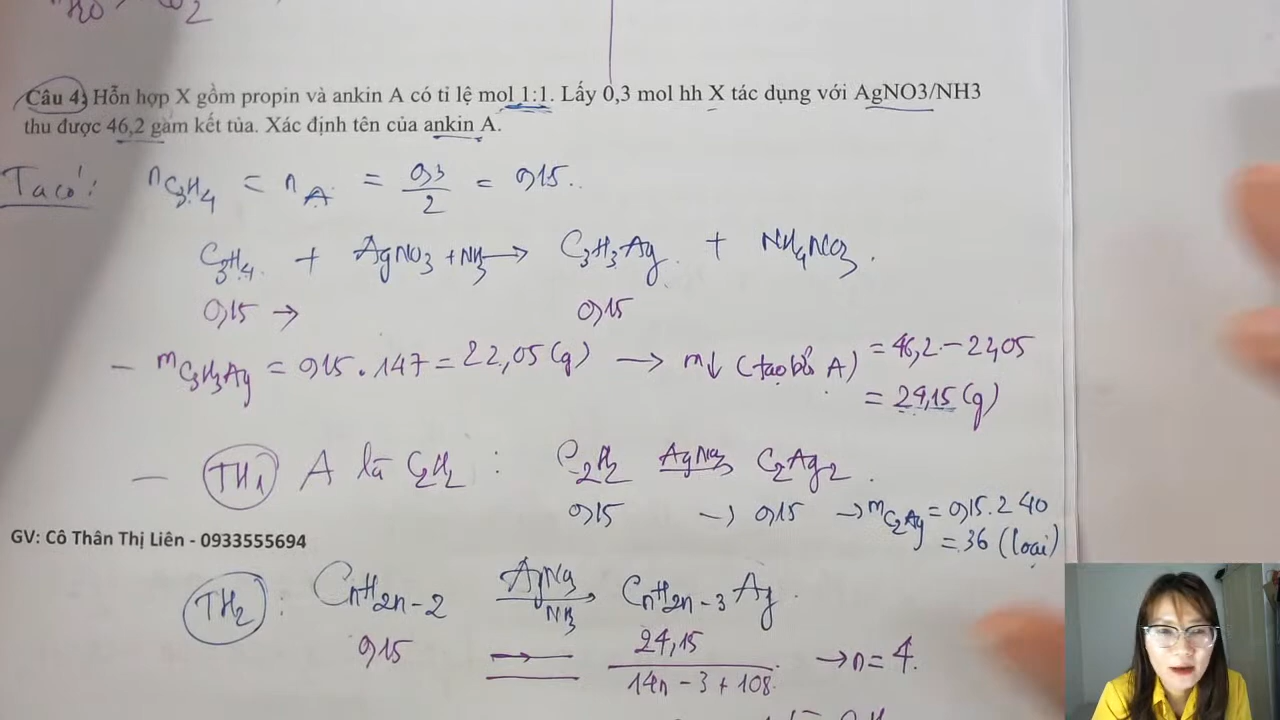 H2O CO2
Câu 4: Hỗn hợp X gồm propin và ankin A có tỉ lệ mol 1:1. Lấy 0,3 mol hh X tác dụng với AgNO3/NH3
thu được 46,2 gam kết tủa. Xác định tên của ankin A.
Ta có: nC3H4 = nA = 0,3/2 = 0,15.
C3H4 + AgNO3 + NH3 → C3H3Ag + NH4NO3.
0,15 → 0,15
- mC3H3Ag = 0,15.147 = 22,05 (g) → m↓ (tạo bởi A) = 46,2 - 22,05
= 24,15 (g)
- TH1 A là C2H2 : C2H2 AgNO3→ C2Ag2.
0,15 → 0,15 → mC2Ag2 = 0,15.240
= 36 (loại)
GV: Cô Thân Thị Liên - 0933555694
TH2 : CnH2n-2 AgNO3/NH3→ CnH2n-3Ag.
0,15 → 24,15/(14n-3+108) → n = 4.